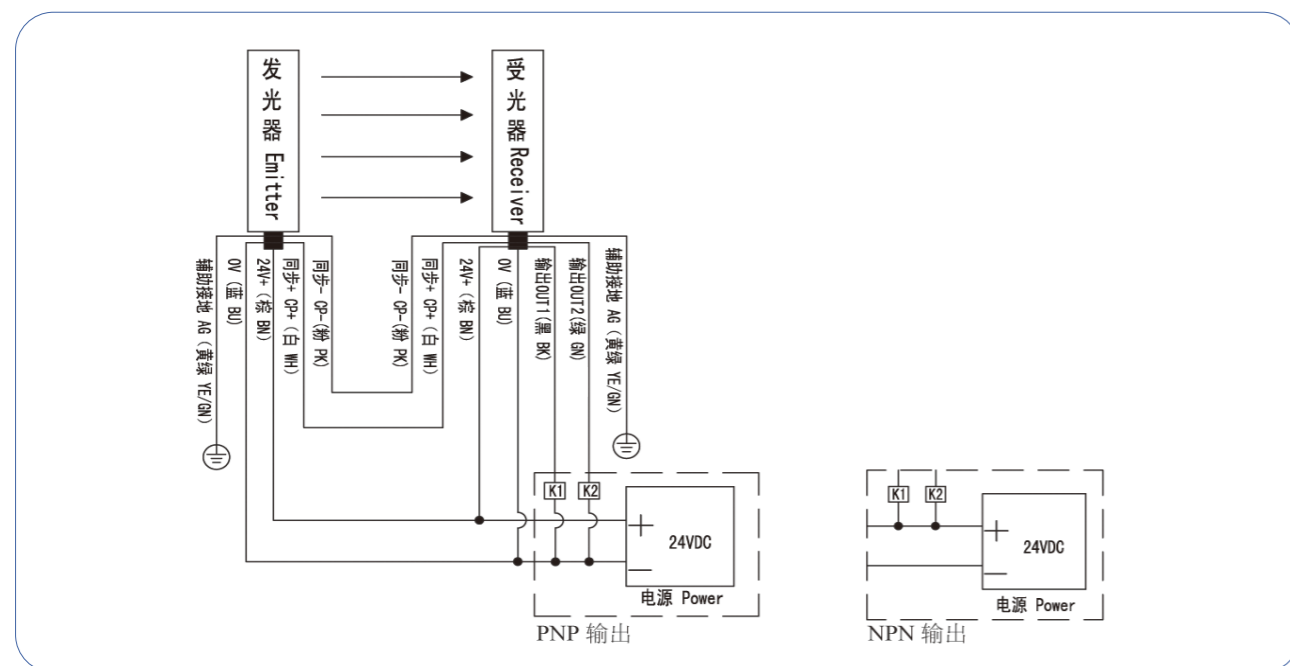 发光器 Emitter
受光器 Receiver
辅助接地 AG (黄绿 YE/GN)
0V (蓝 BU)
24V+ (棕 BN)
同步+ CP+ (白 WH)
同步- CP-(粉 PK)
同步- CP-(粉 PK)
同步+ CP+ (白 WH)
24V+ (棕 BN)
0V (蓝 BU)
输出OUT1(黑 BK)
输出OUT2(绿 GN)
辅助接地 AG (黄绿 YE/GN)
K1
K2
+
24VDC
—
电源 Power
PNP 输出
K1
K2
+
24VDC
—
电源 Power
NPN 输出